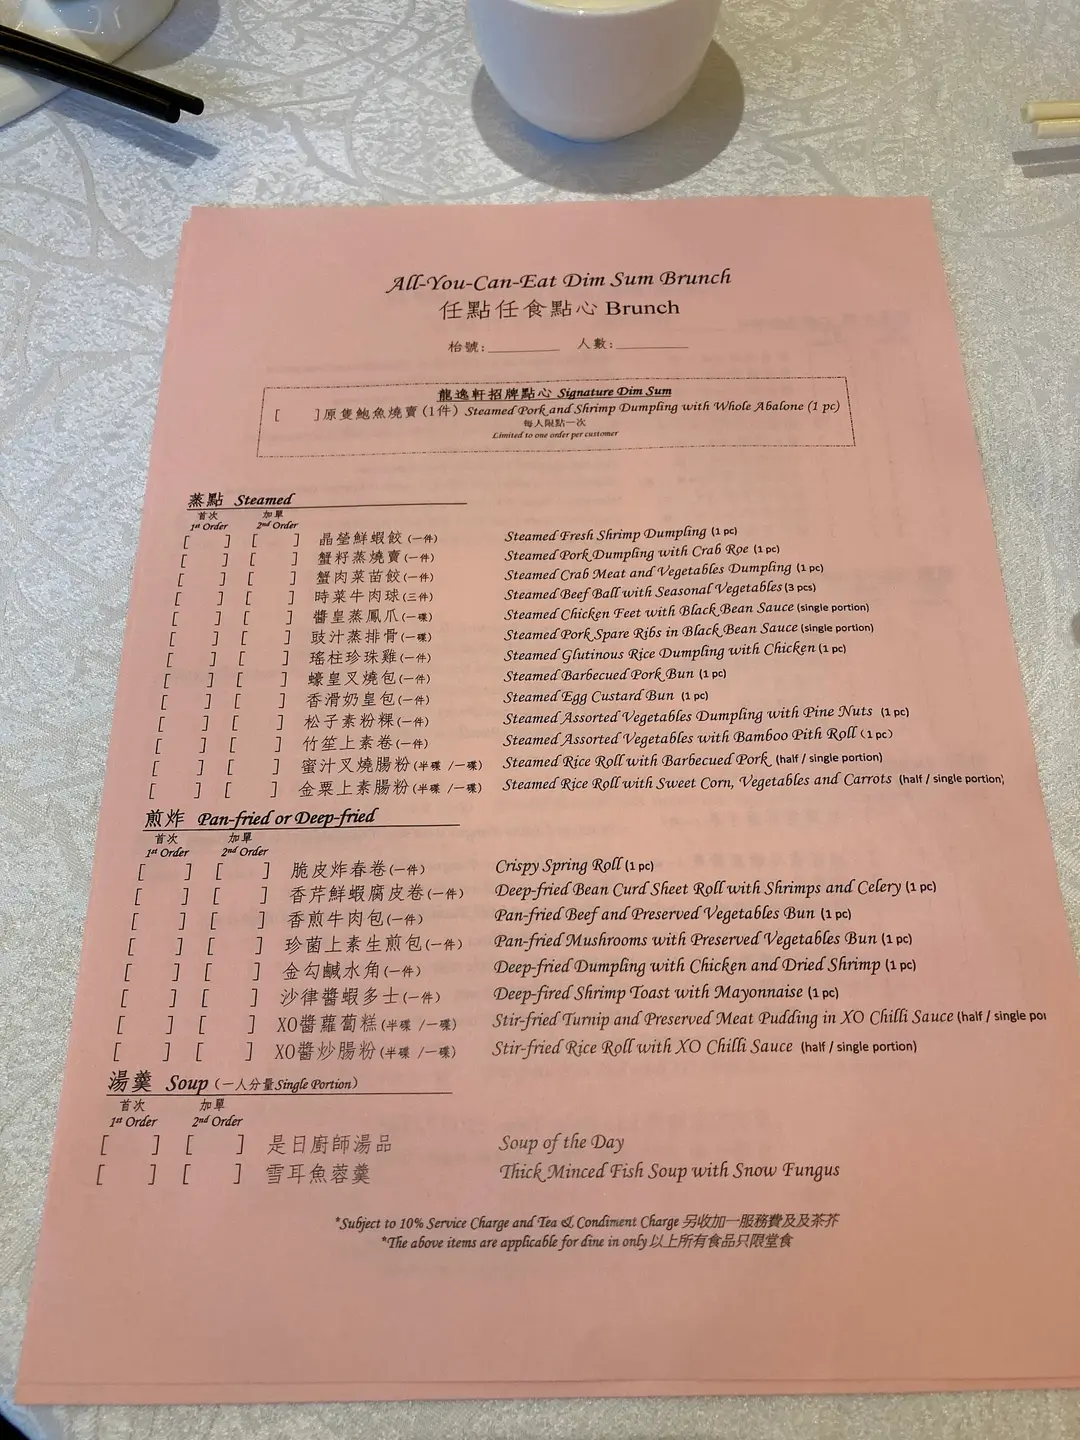 All-You-Can-Eat Dim Sum Brunch
任點任食點心 Brunch
枱號:________ 人數:________
龍逸軒招牌點心 Signature Dim Sum
[ ]原隻鮑魚燒賣(1件) Steamed Pork and Shrimp Dumpling with Whole Abalone (1 pc)
每人限點一次
Limited to one order per customer
蒸點 Steamed
首次 加單
1st Order 2nd Order
[ ] [ ] 晶瑩鮮蝦餃(一件) Steamed Fresh Shrimp Dumpling (1 pc)
[ ] [ ] 蟹籽蒸燒賣(一件) Steamed Pork Dumpling with Crab Roe (1 pc)
[ ] [ ] 蟹肉菜苗餃(一件) Steamed Crab Meat and Vegetables Dumpling (1 pc)
[ ] [ ] 時菜牛肉球(三件) Steamed Beef Ball with Seasonal Vegetables (3 pcs)
[ ] [ ] 醬皇蒸鳳爪(一碟) Steamed Chicken Feet with Black Bean Sauce (single portion)
[ ] [ ] 豉汁蒸排骨(一碟) Steamed Pork Spare Ribs in Black Bean Sauce (single portion)
[ ] [ ] 瑤柱珍珠雞(一件) Steamed Glutinous Rice Dumpling with Chicken (1 pc)
[ ] [ ] 蠔皇叉燒包(一件) Steamed Barbecued Pork Bun (1 pc)
[ ] [ ] 香滑奶皇包(一件) Steamed Egg Custard Bun (1 pc)
[ ] [ ] 松子素粉粿(一件) Steamed Assorted Vegetables Dumpling with Pine Nuts (1 pc)
[ ] [ ] 竹笙上素卷(一件) Steamed Assorted Vegetables with Bamboo Pith Roll (1 pc)
[ ] [ ] 蜜汁叉燒腸粉(半碟 /一碟) Steamed Rice Roll with Barbecued Pork (half / single portion)
[ ] [ ] 金粟上素腸粉(半碟 /一碟) Steamed Rice Roll with Sweet Corn, Vegetables and Carrots (half / single portion)
煎炸 Pan-fried or Deep-fried
首次 加單
1st Order 2nd Order
[ ] [ ] 脆皮炸春卷(一件) Crispy Spring Roll (1 pc)
[ ] [ ] 香芹鮮蝦腐皮卷(一件) Deep-fried Bean Curd Sheet Roll with Shrimps and Celery (1 pc)
[ ] [ ] 香煎牛肉包(一件) Pan-fried Beef and Preserved Vegetables Bun (1 pc)
[ ] [ ] 珍菌上素生煎包(一件) Pan-fried Mushrooms with Preserved Vegetables Bun (1 pc)
[ ] [ ] 金勾鹹水角(一件) Deep-fried Dumpling with Chicken and Dried Shrimp (1 pc)
[ ] [ ] 沙律醬蝦多士(一件) Deep-fired Shrimp Toast with Mayonnaise (1 pc)
[ ] [ ] XO醬蘿蔔糕(半碟 /一碟) Stir-fried Turnip and Preserved Meat Pudding in XO Chilli Sauce (half / single poı
[ ] [ ] XO醬炒腸粉(半碟 /一碟) Stir-fried Rice Roll with XO Chilli Sauce (half / single portion)
湯羹 Soup (一人分量Single Portion)
首次 加單
1st Order 2nd Order
[ ] [ ] 是日廚師湯品 Soup of the Day
[ ] [ ] 雪耳魚蓉羹 Thick Minced Fish Soup with Snow Fungus
*Subject to 10% Service Charge and Tea & Condiment Charge 另收加一服務費及及茶芥
*The above items are applicable for dine in only 以上所有食品只限堂食